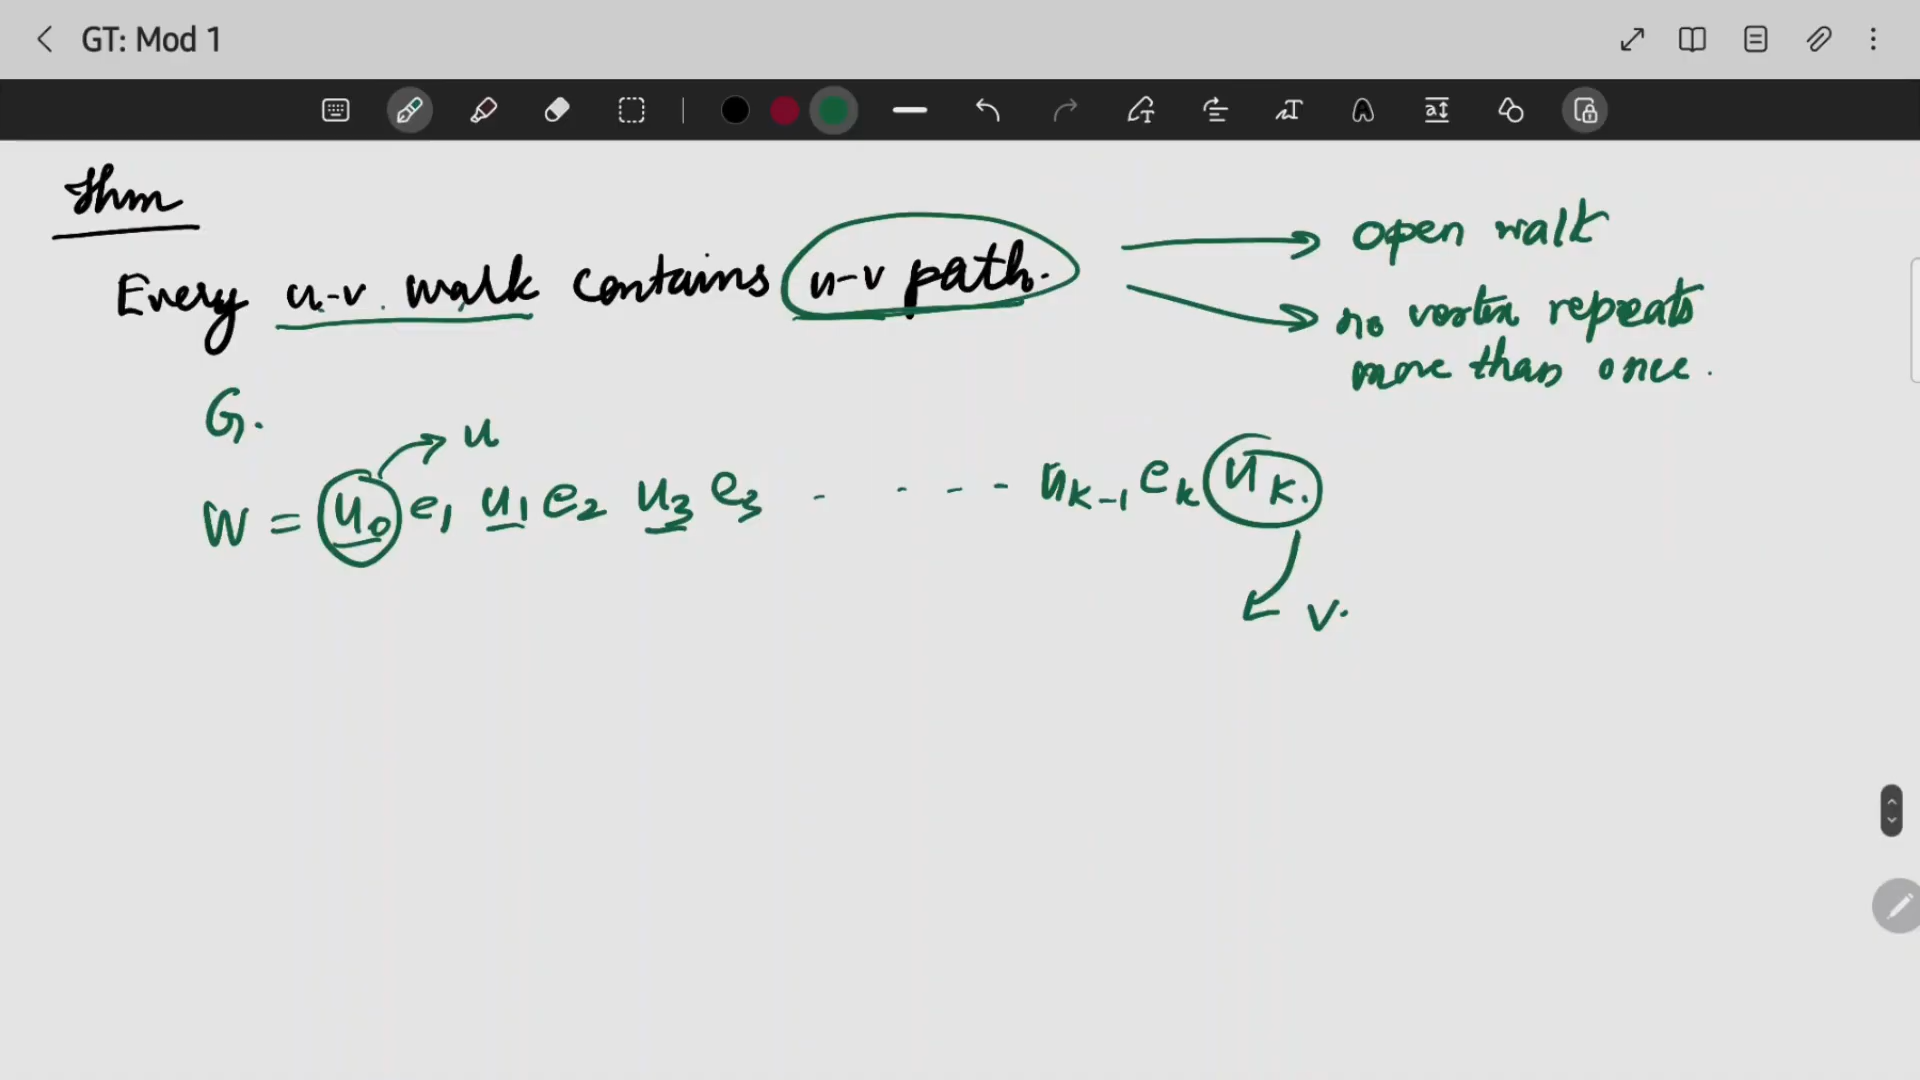 GT: Mod 1
Thm
Every u-v walk contains u-v path.
open walk
no vertex repeats
more than once.
G.
u
W = u₀ e₁ u₁ e₂ u₃ e₃ . . - - - uₖ₋₁ eₖ uₖ.
v.